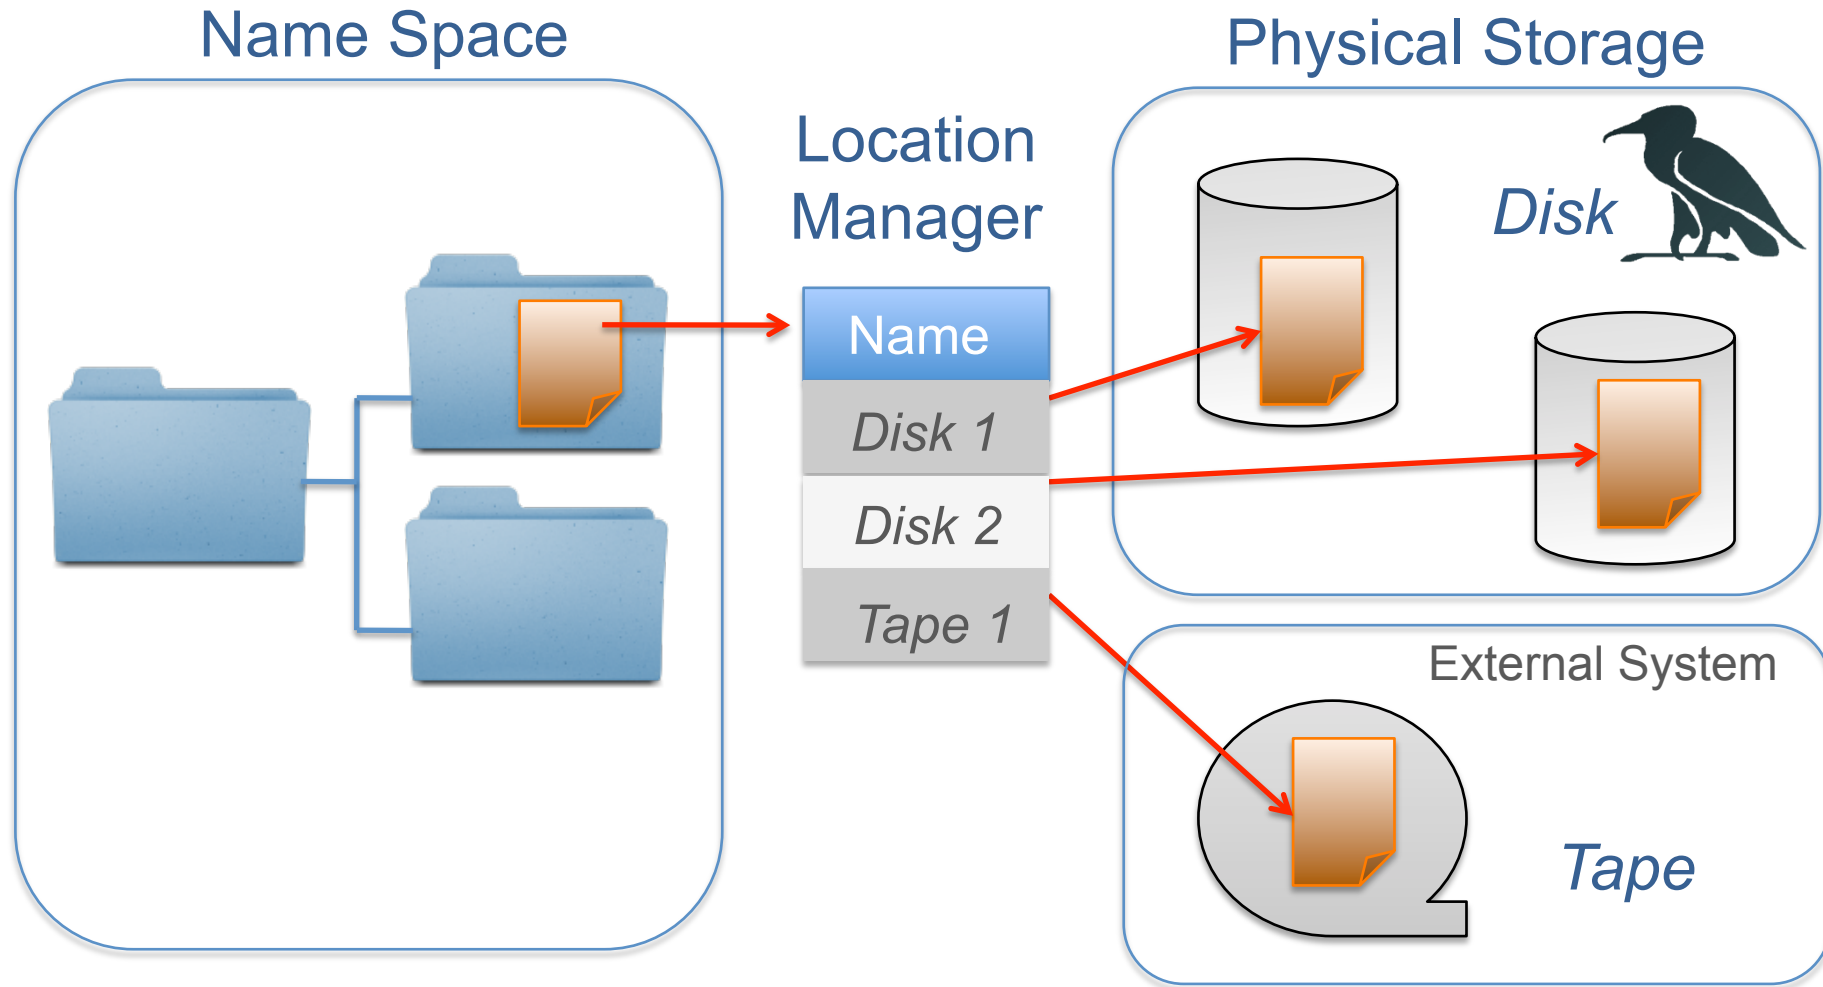 Name Space
Location
Manager
Name
Disk 1
Disk 2
Tape 1
Physical Storage
Disk
External System
Tape